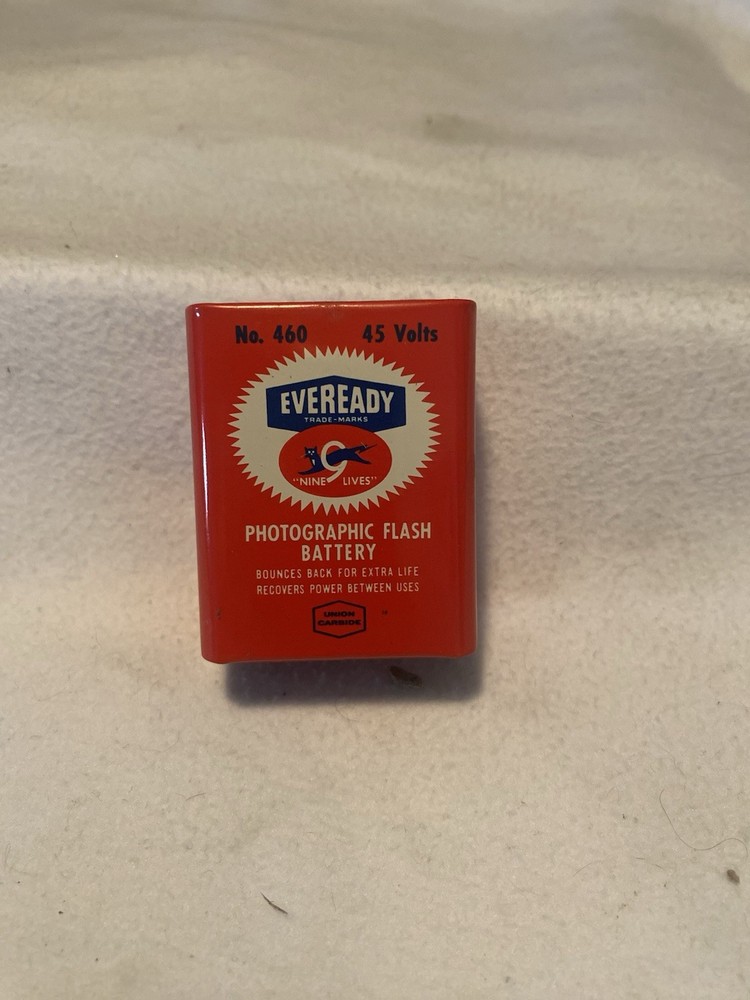 No. 460 45 Volts
EVEREADY
TRADE-MARKS
9
"NINE LIVES"
PHOTOGRAPHIC FLASH
BATTERY
BOUNCES BACK FOR EXTRA LIFE
RECOVERS POWER BETWEEN USES
UNION
CARBIDE